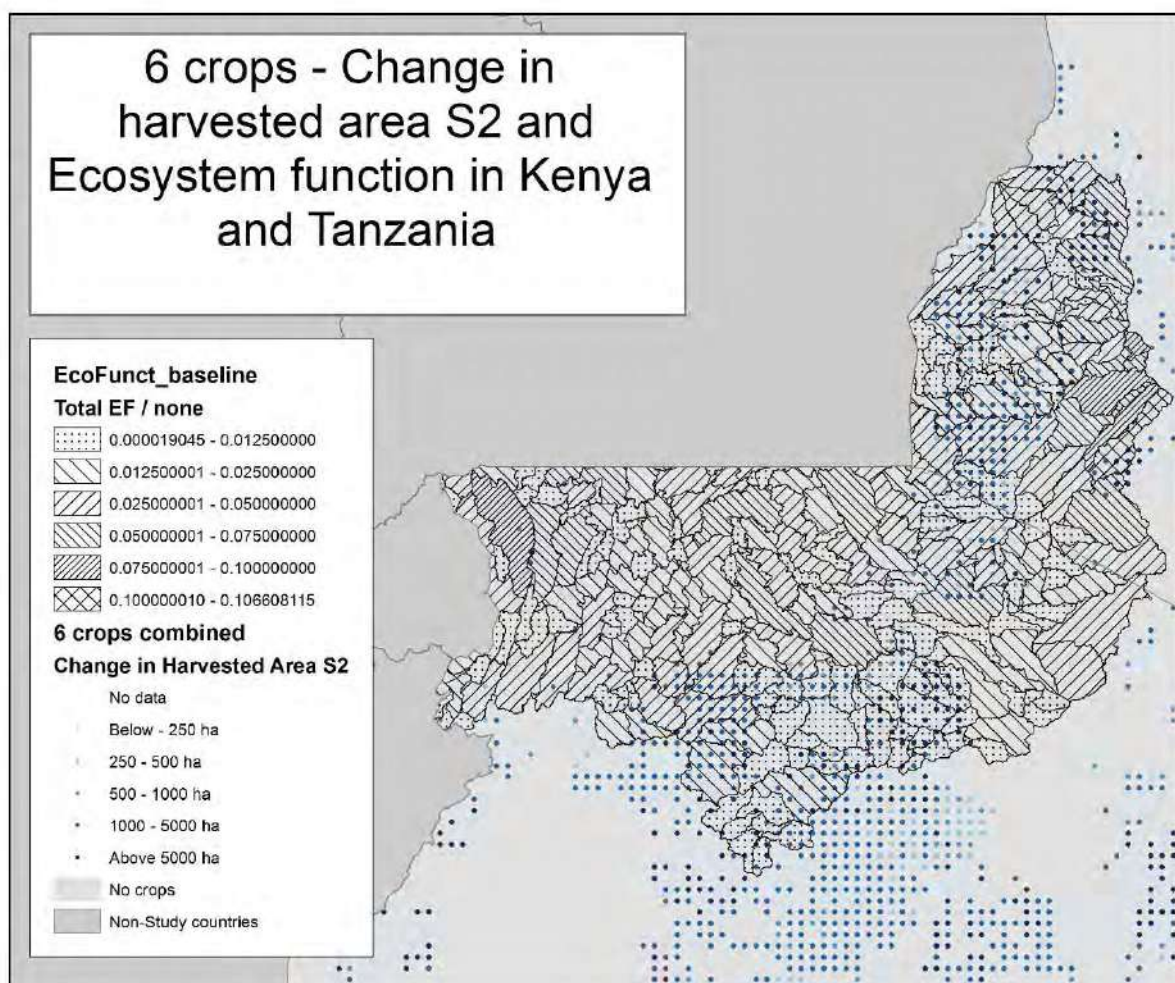 6 crops - Change in
harvested area S2 and
Ecosystem function in Kenya
and Tanzania
EcoFunct_baseline
Total EF / none
0.000019045 - 0.012500000
0.012500001 - 0.025000000
0.025000001 - 0.050000000
0.050000001 - 0.075000000
0.075000001 - 0.100000000
0.100000010 - 0.106608115
6 crops combined
Change in Harvested Area S2
No data
Below - 250 ha
250 - 500 ha
500 - 1000 ha
1000 - 5000 ha
Above 5000 ha
No crops
Non-Study countries